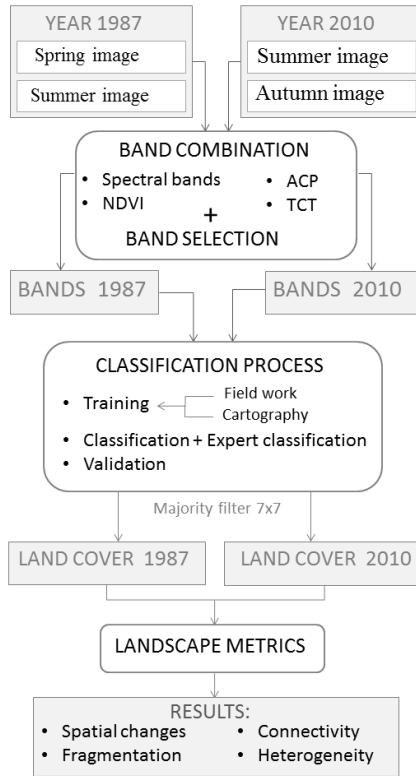 YEAR 1987
Spring image
Summer image
YEAR 2010
Summer image
Autumn image
BAND COMBINATION
• Spectral bands
• NDVI
• ACP
• TCT
+
BAND SELECTION
BANDS 1987
BANDS 2010
CLASSIFICATION PROCESS
• Training
Field work
Cartography
• Classification + Expert classification
• Validation
Majority filter 7x7
LAND COVER 1987
LAND COVER 2010
LANDSCAPE METRICS
RESULTS:
• Spatial changes
• Fragmentation
• Connectivity
• Heterogeneity